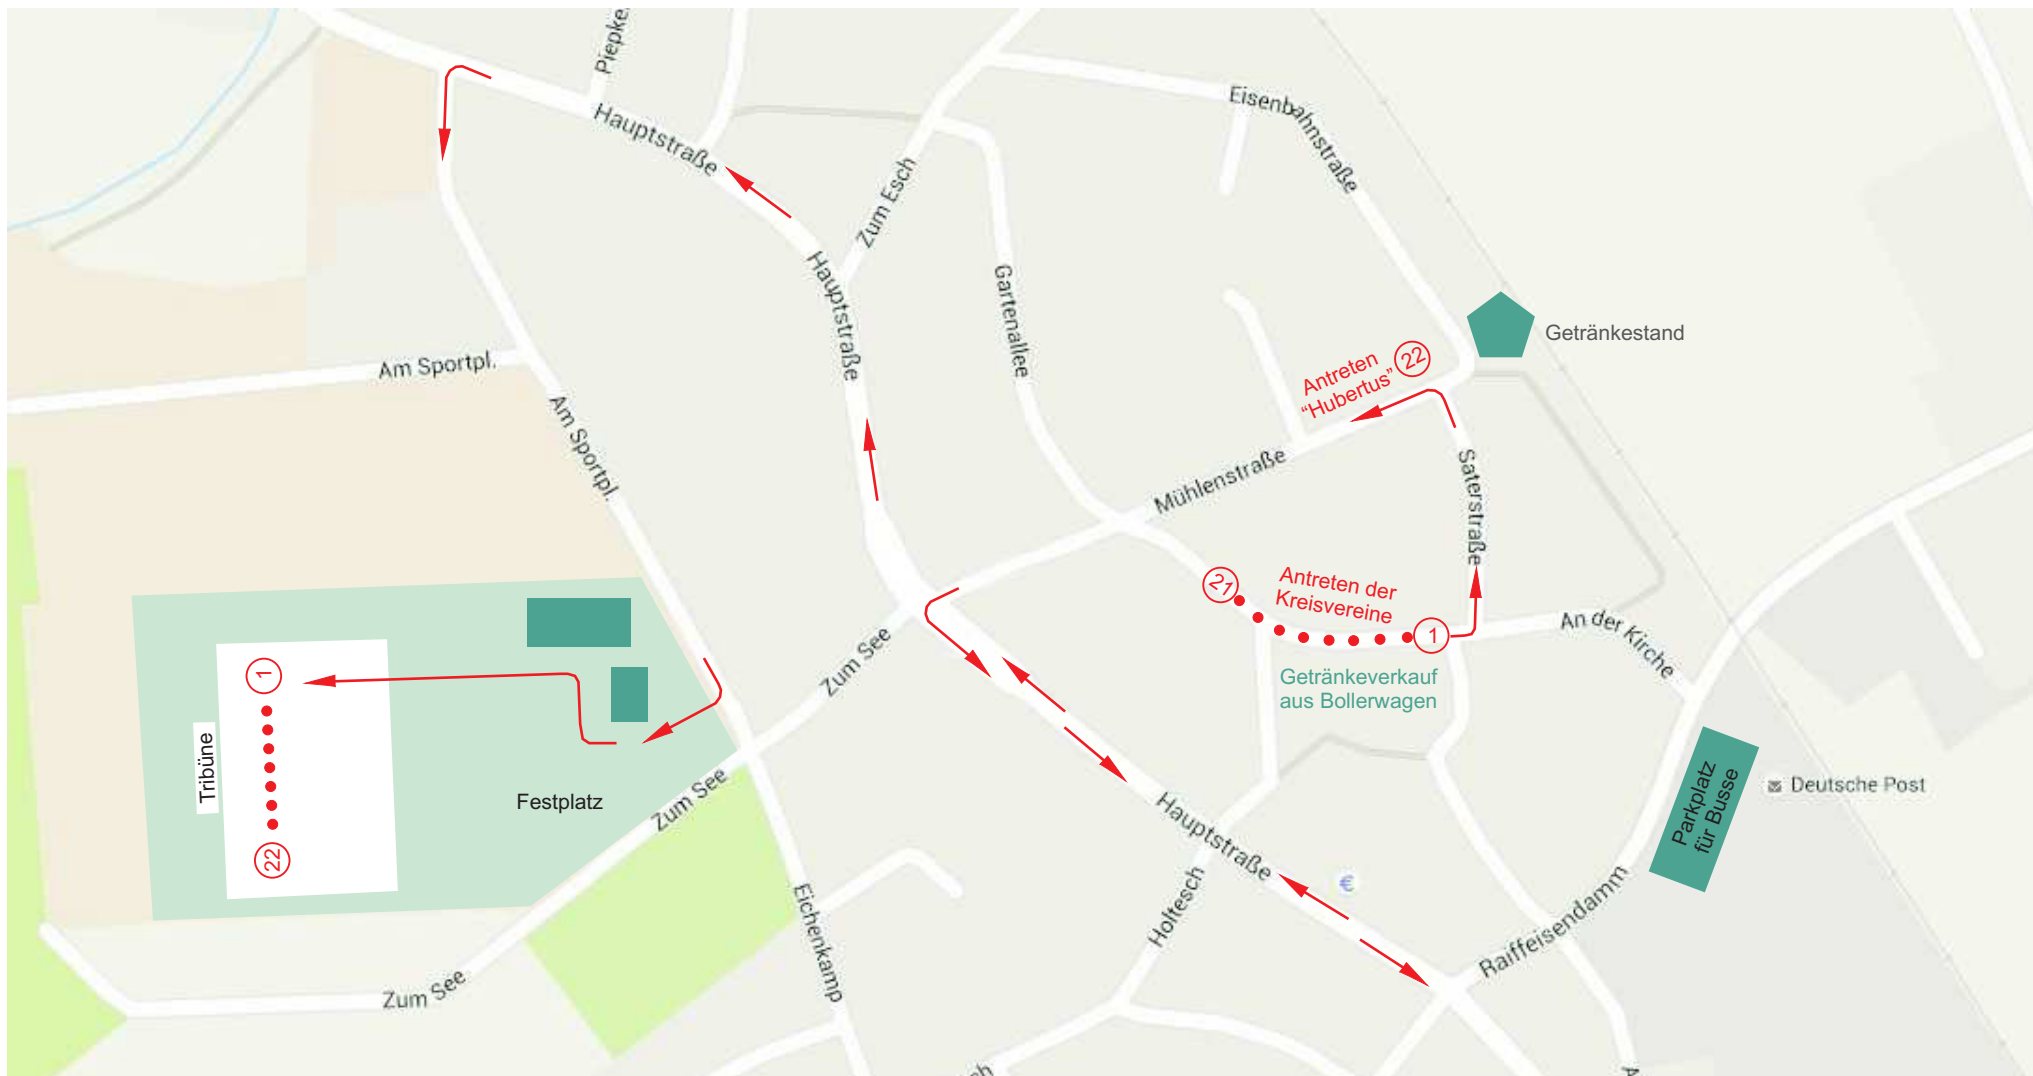 Hauptstraße
Eisenbahnstraße
Zum Esch
Hauptstraße
Gartenallee
Getränkestand
Antreten
“Hubertus”
22
Am Sportpl.
Am Sportpl.
Mühlenstraße
Saterstraße
21
Antreten der
Kreisvereine
1
An der Kirche
Getränkeverkauf
aus Bollerwagen
Zum See
1
Tribüne
22
Festplatz
Zum See
Hauptstraße
Parkplatz
für Busse
Deutsche Post
€
Eichenkamp
Holtesch
Raiffeisendamm
Zum See